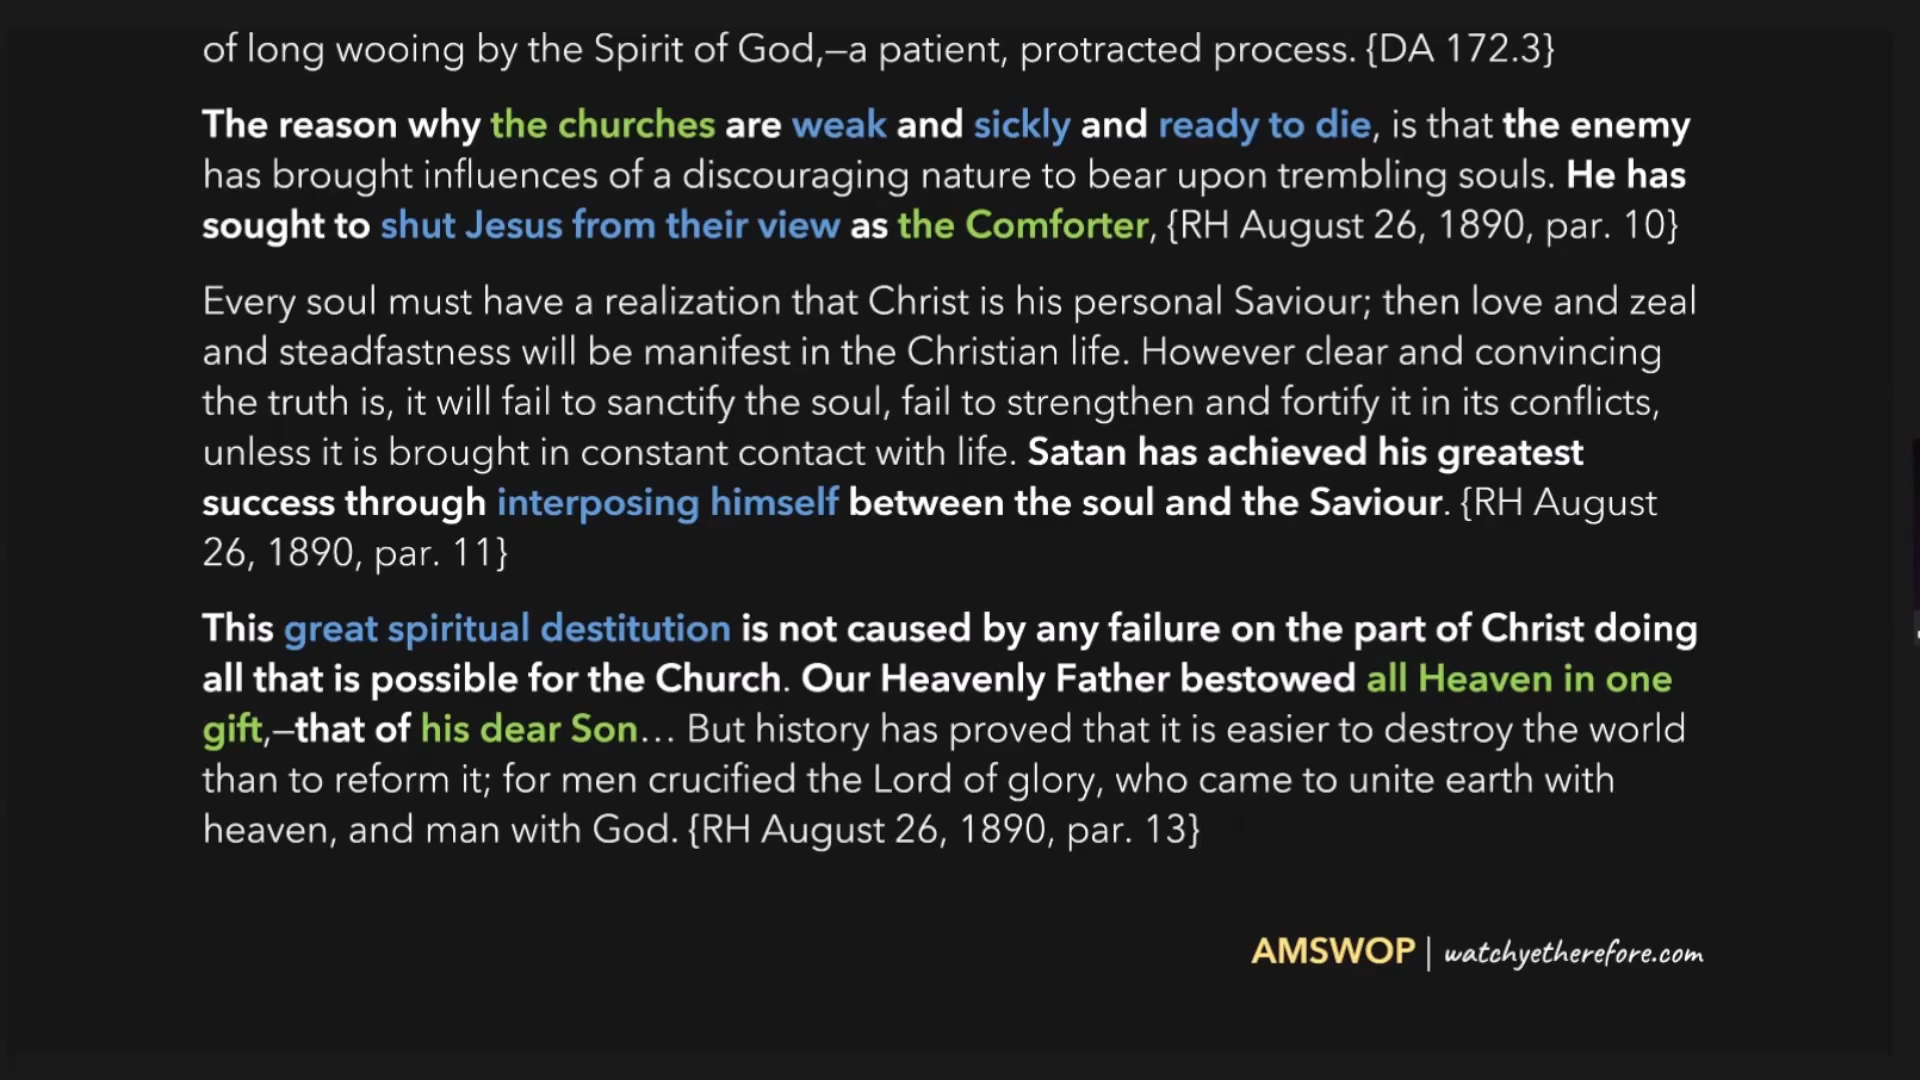 of long wooing by the Spirit of God,—a patient, protracted process. {DA 172.3}
The reason why the churches are weak and sickly and ready to die, is that the enemy
has brought influences of a discouraging nature to bear upon trembling souls. He has
sought to shut Jesus from their view as the Comforter, {RH August 26, 1890, par. 10}
Every soul must have a realization that Christ is his personal Saviour; then love and zeal
and steadfastness will be manifest in the Christian life. However clear and convincing
the truth is, it will fail to sanctify the soul, fail to strengthen and fortify it in its conflicts,
unless it is brought in constant contact with life. Satan has achieved his greatest
success through interposing himself between the soul and the Saviour. {RH August
26, 1890, par. 11}
This great spiritual destitution is not caused by any failure on the part of Christ doing
all that is possible for the Church. Our Heavenly Father bestowed all Heaven in one
gift,—that of his dear Son… But history has proved that it is easier to destroy the world
than to reform it; for men crucified the Lord of glory, who came to unite earth with
heaven, and man with God. {RH August 26, 1890, par. 13}
AMSWOP | watchyetherefore.com